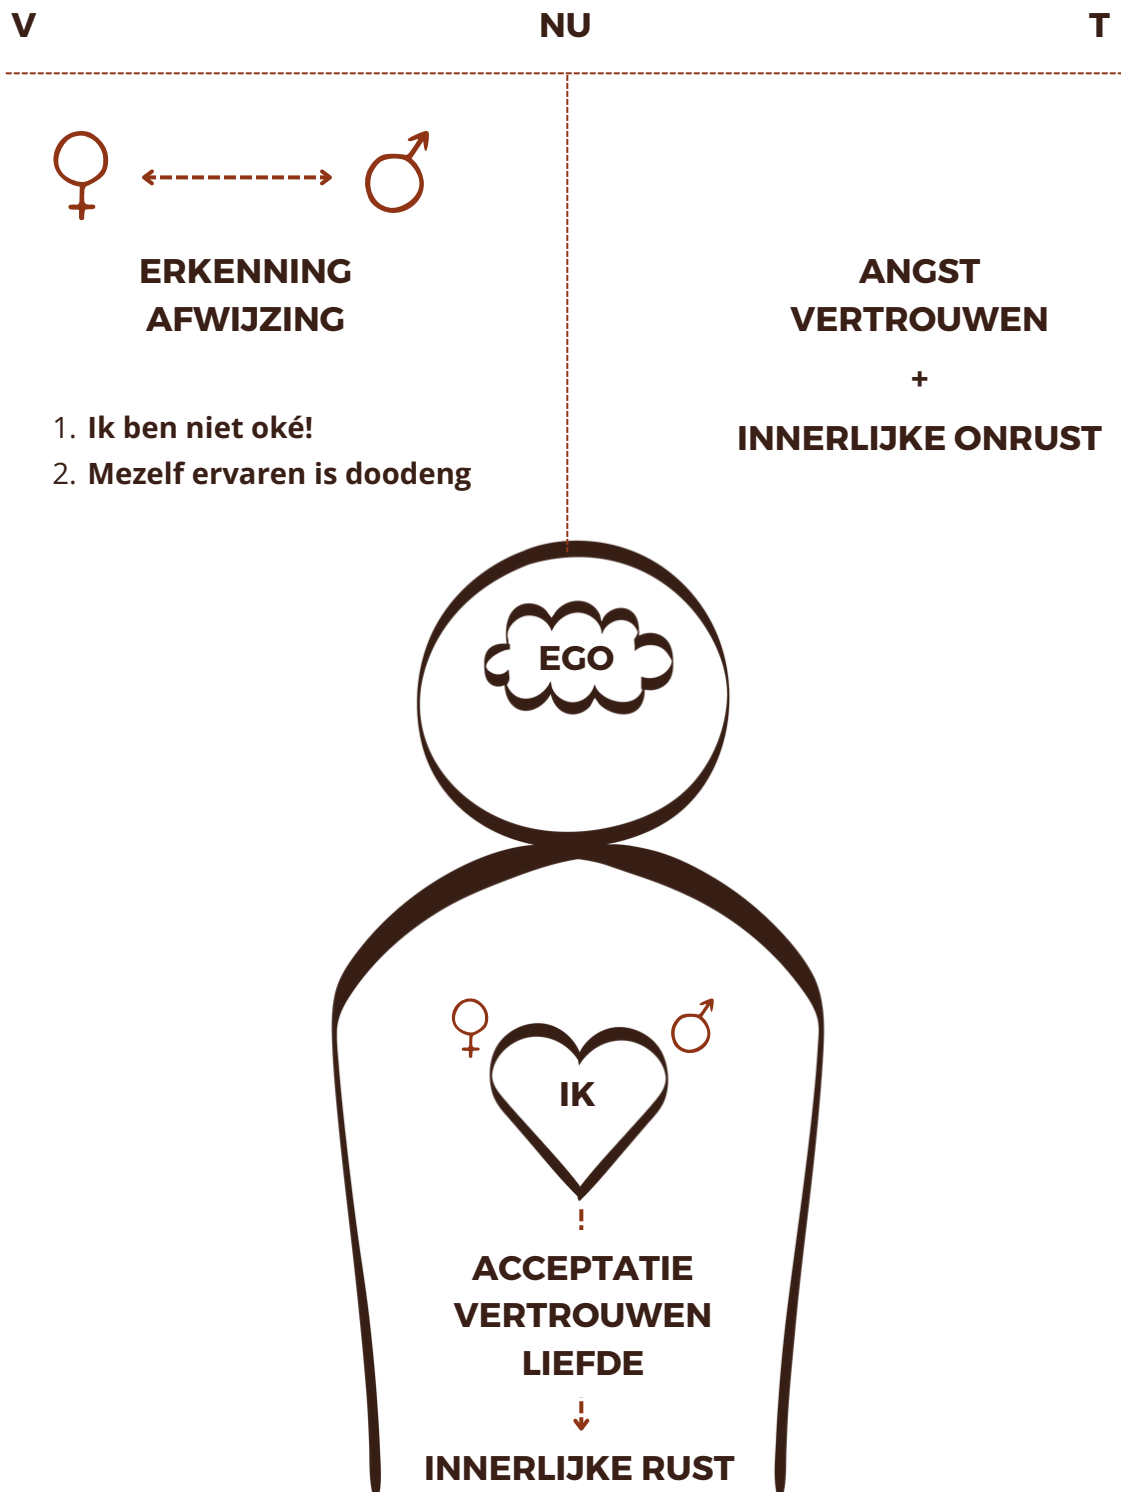 V NU T
ERKENNING
AFWIJZING
1. Ik ben niet oké!
2. Mezelf ervaren is doodeng
ANGST
VERTROUWEN
+
INNERLIJKE ONRUST
EGO
IK
ACCEPTATIE
VERTROUWEN
LIEFDE
INNERLIJKE RUST